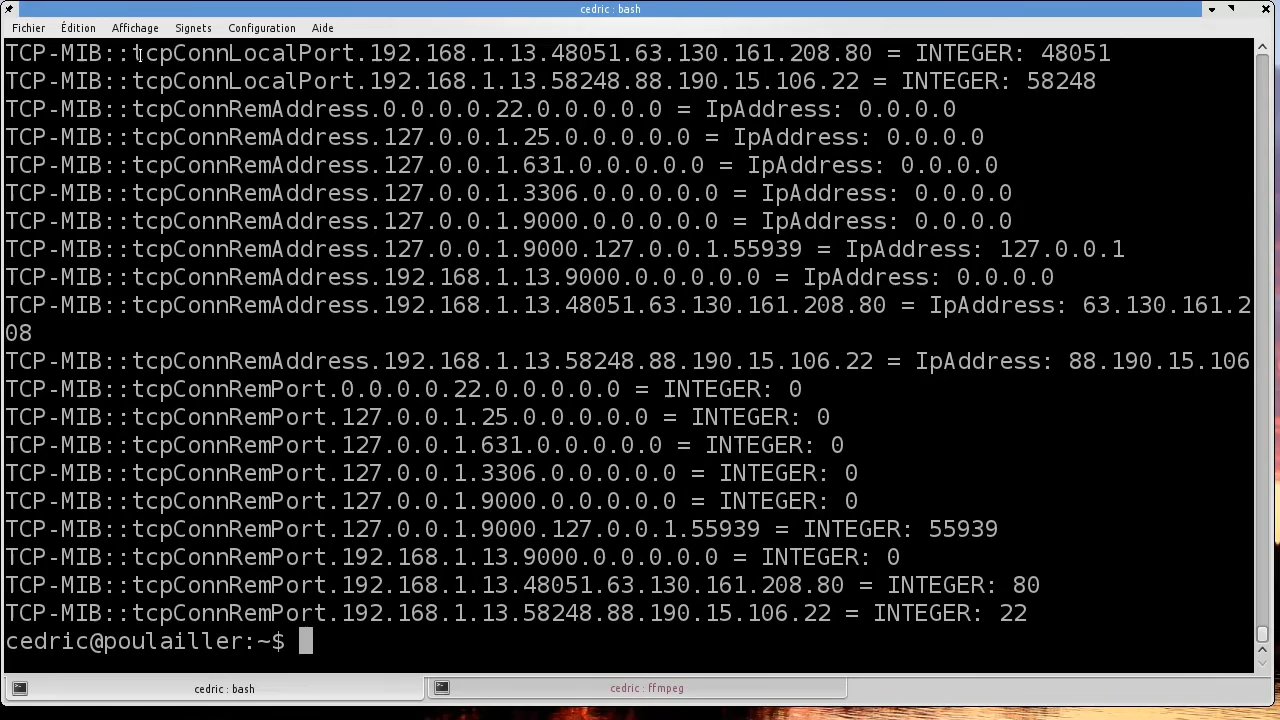 cedric : bash
Fichier Édition Affichage Signets Configuration Aide
TCP-MIB::tcpConnLocalPort.192.168.1.13.48051.63.130.161.208.80 = INTEGER: 48051
TCP-MIB::tcpConnLocalPort.192.168.1.13.58248.88.190.15.106.22 = INTEGER: 58248
TCP-MIB::tcpConnRemAddress.0.0.0.0.22.0.0.0.0.0 = IpAddress: 0.0.0.0
TCP-MIB::tcpConnRemAddress.127.0.0.1.25.0.0.0.0.0 = IpAddress: 0.0.0.0
TCP-MIB::tcpConnRemAddress.127.0.0.1.631.0.0.0.0.0 = IpAddress: 0.0.0.0
TCP-MIB::tcpConnRemAddress.127.0.0.1.3306.0.0.0.0.0 = IpAddress: 0.0.0.0
TCP-MIB::tcpConnRemAddress.127.0.0.1.9000.0.0.0.0.0 = IpAddress: 0.0.0.0
TCP-MIB::tcpConnRemAddress.127.0.0.1.9000.127.0.0.1.55939 = IpAddress: 127.0.0.1
TCP-MIB::tcpConnRemAddress.192.168.1.13.9000.0.0.0.0.0 = IpAddress: 0.0.0.0
TCP-MIB::tcpConnRemAddress.192.168.1.13.48051.63.130.161.208.80 = IpAddress: 63.130.161.2
08
TCP-MIB::tcpConnRemAddress.192.168.1.13.58248.88.190.15.106.22 = IpAddress: 88.190.15.106
TCP-MIB::tcpConnRemPort.0.0.0.0.22.0.0.0.0.0 = INTEGER: 0
TCP-MIB::tcpConnRemPort.127.0.0.1.25.0.0.0.0.0 = INTEGER: 0
TCP-MIB::tcpConnRemPort.127.0.0.1.631.0.0.0.0.0 = INTEGER: 0
TCP-MIB::tcpConnRemPort.127.0.0.1.3306.0.0.0.0.0 = INTEGER: 0
TCP-MIB::tcpConnRemPort.127.0.0.1.9000.0.0.0.0.0 = INTEGER: 0
TCP-MIB::tcpConnRemPort.127.0.0.1.9000.127.0.0.1.55939 = INTEGER: 55939
TCP-MIB::tcpConnRemPort.192.168.1.13.9000.0.0.0.0.0 = INTEGER: 0
TCP-MIB::tcpConnRemPort.192.168.1.13.48051.63.130.161.208.80 = INTEGER: 80
TCP-MIB::tcpConnRemPort.192.168.1.13.58248.88.190.15.106.22 = INTEGER: 22
cedric@poulailler:~$
cedric : bash
cedric : ffmpeg